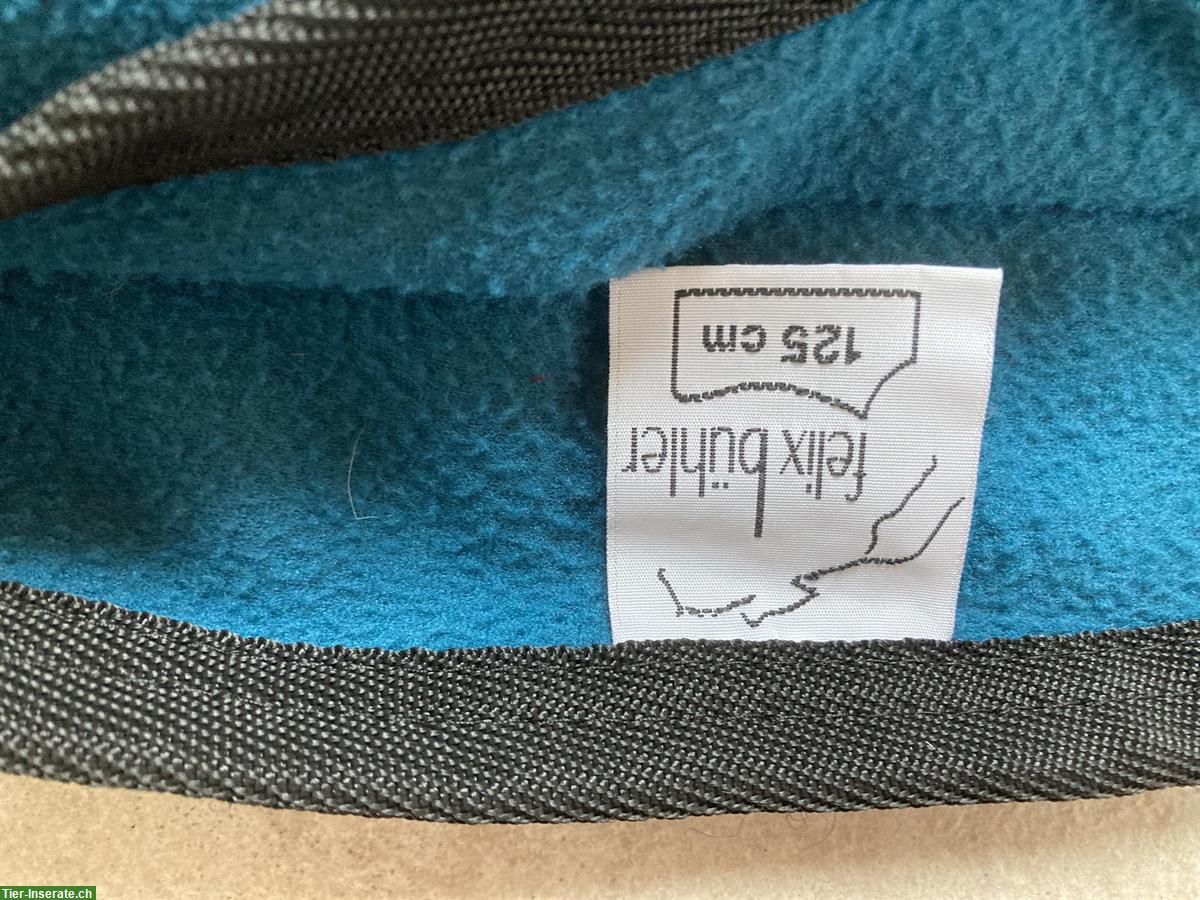 felix bühler
125 cm
Tier-Inserate.ch